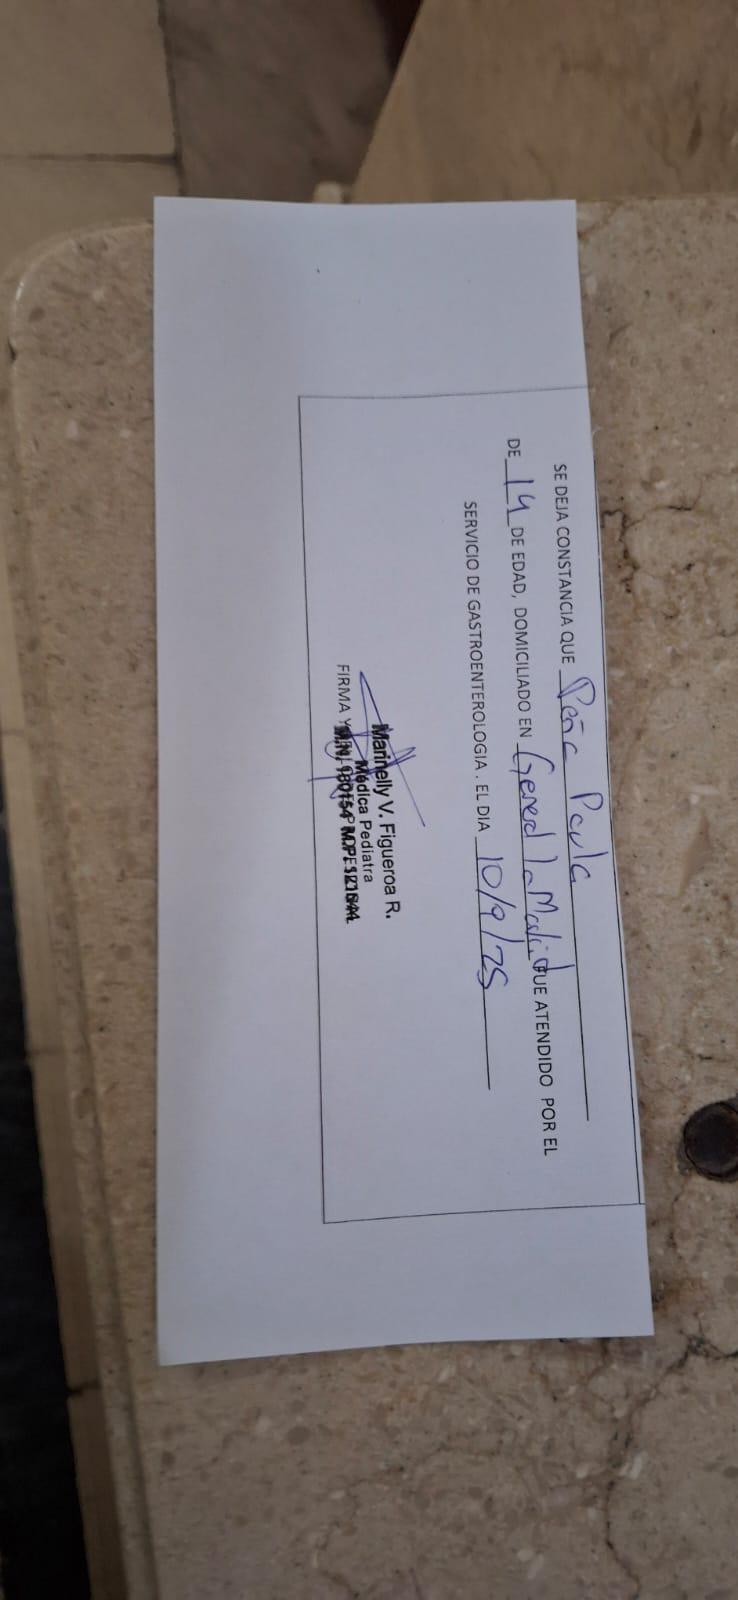 SE DEJA CONSTANCIA QUE Peña Paula
DE 14 DE EDAD, DOMICILIADO EN General La Madrid FUE ATENDIDO POR EL
SERVICIO DE GASTROENTEROLOGIA . EL DIA 10/9/25
Marinelly V. Figueroa R.
Médica Pediatra
FIRMA Y